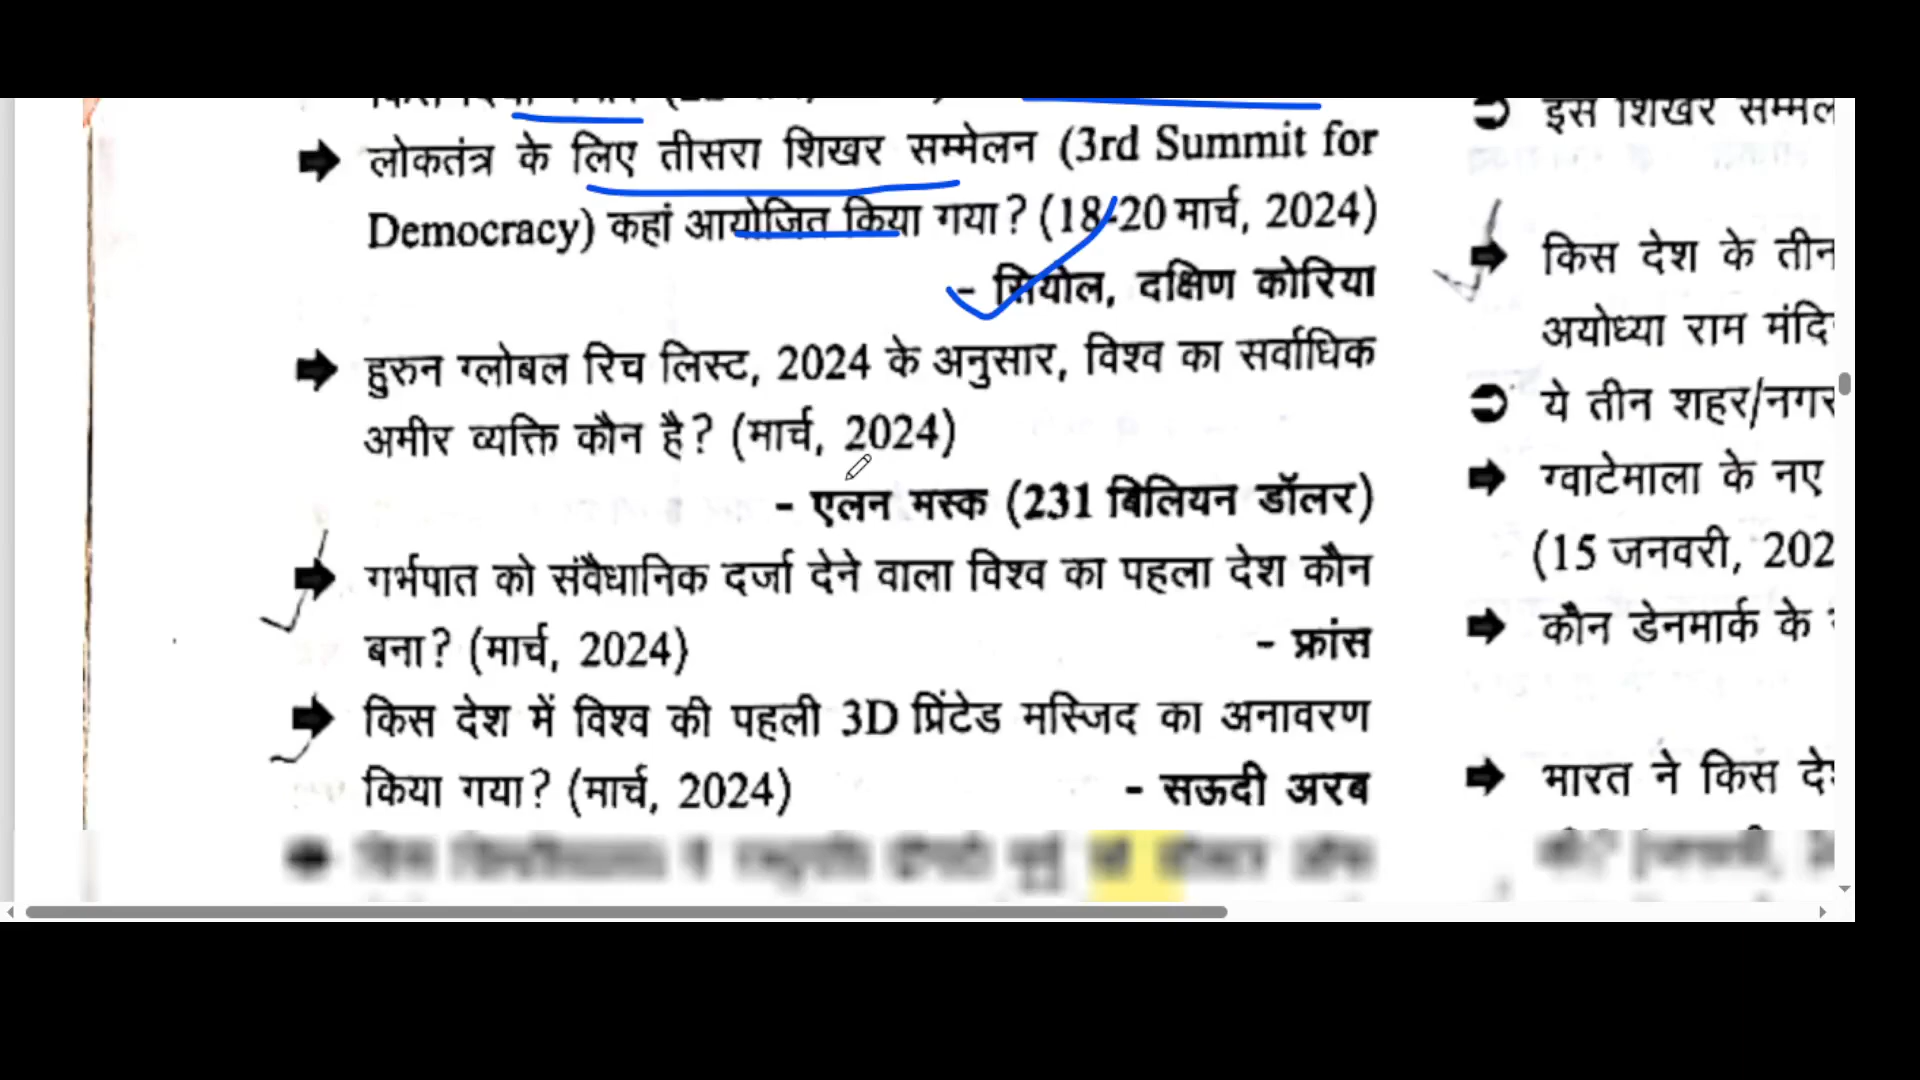 लोकतंत्र के लिए तीसरा शिखर सम्मेलन (3rd Summit for
Democracy) कहां आयोजित किया गया? (18-20 मार्च, 2024)
- सियोल, दक्षिण कोरिया
हुरुन ग्लोबल रिच लिस्ट, 2024 के अनुसार, विश्व का सर्वाधिक
अमीर व्यक्ति कौन है? (मार्च, 2024)
- एलन मस्क (231 बिलियन डॉलर)
गर्भपात को संवैधानिक दर्जा देने वाला विश्व का पहला देश कौन
बना? (मार्च, 2024) - फ्रांस
किस देश में विश्व की पहली 3D प्रिंटेड मस्जिद का अनावरण
किया गया? (मार्च, 2024) - सऊदी अरब
इस शिखर
किस देश के तीन
अयोध्या राम
ये तीन शहर/नगर
ग्वाटेमाला के नए
(15 जनवरी, 202
कौन डेनमार्क के
मारत ने किस